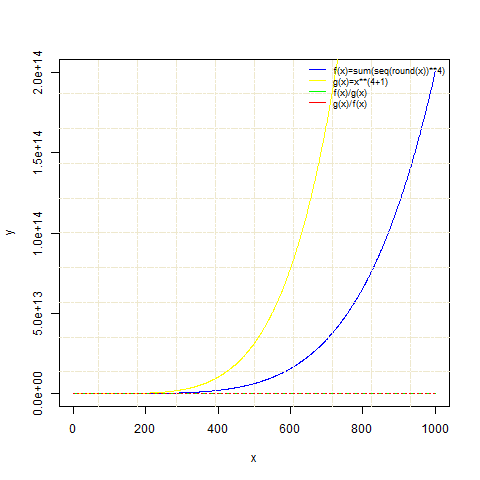 f(x)=sum(seq(round(x))**4)
g(x)=x**(4+1)
f(x)/g(x)
g(x)/f(x)
y
0.0e+00
5.0e+13
1.0e+14
1.5e+14
2.0e+14
0 200 400 600 800 1000
x